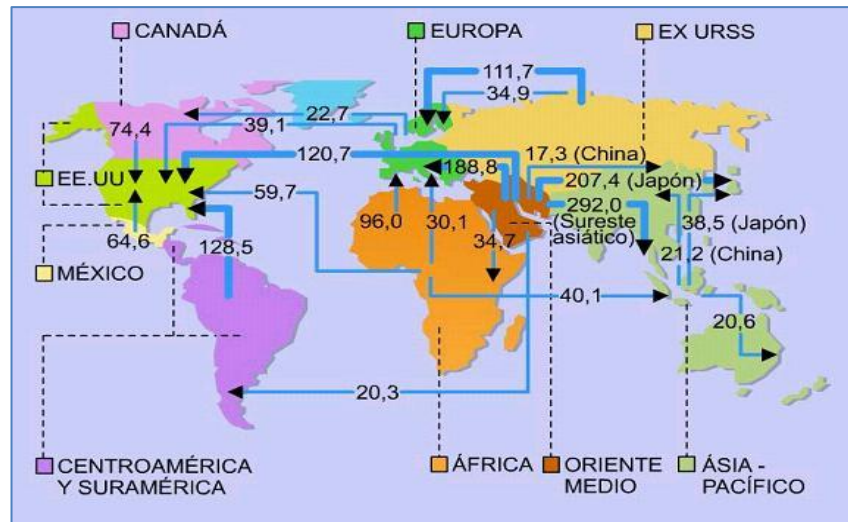 CANADÁ
EUROPA
EX URSS
111,7
34,9
22,7
39,1
74,4
120,7
17,3 (China)
188,8
207,4 (Japón)
EE.UU
59,7
292,0
(Sureste
asiático)
96,0
30,1
34,7
38,5 (Japón)
64,6
128,5
21,2 (China)
MÉXICO
40,1
20,6
20,3
CENTROAMÉRICA
Y SURAMÉRICA
ÁFRICA
ORIENTE
MEDIO
ÁSIA -
PACÍFICO